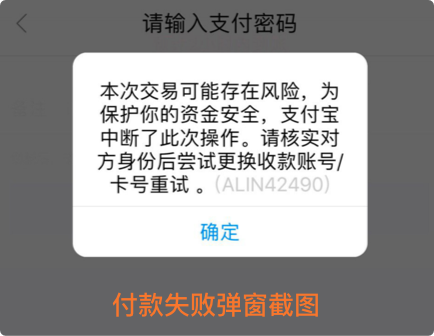 请输入支付密码
本次交易可能存在风险，为
保护你的资金安全，支付宝
中断了此次操作。请核实对
方身份后尝试更换收款账号/
卡号重试 。(ALIN42490)
确定
付款失败弹窗截图